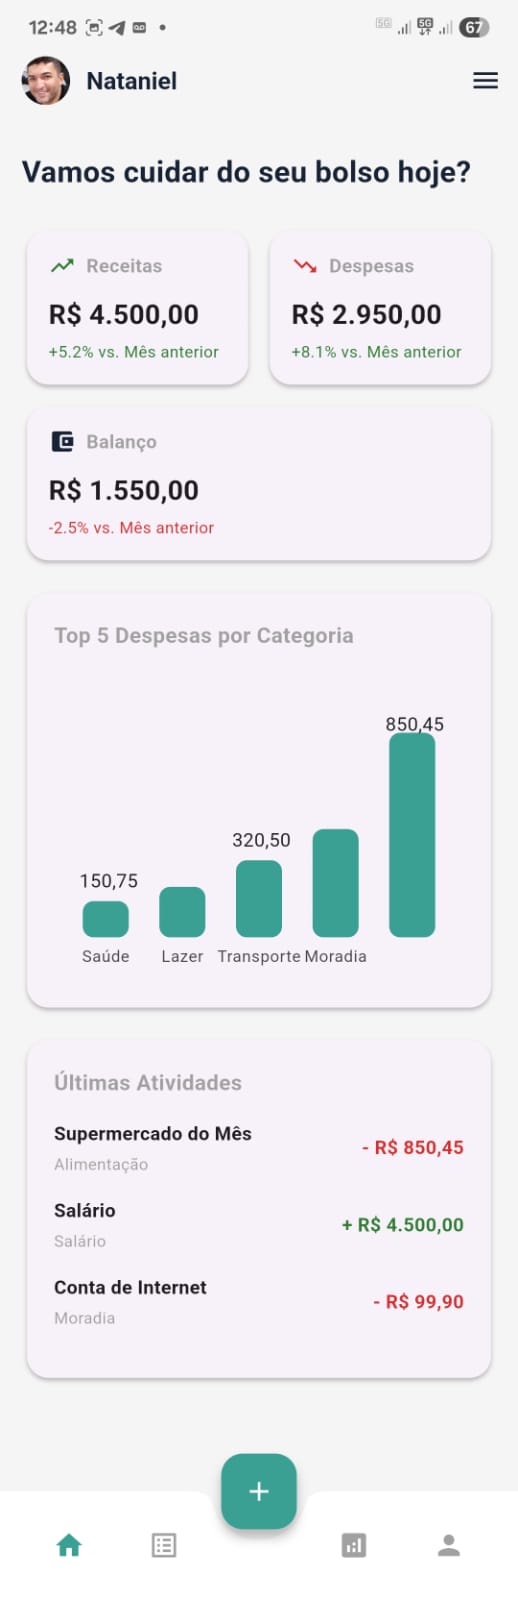 12:48
5G
5G
67
Nataniel
Vamos cuidar do seu bolso hoje?
Receitas
R$ 4.500,00
+5.2% vs. Mês anterior
Despesas
R$ 2.950,00
+8.1% vs. Mês anterior
Balanço
R$ 1.550,00
-2.5% vs. Mês anterior
Top 5 Despesas por Categoria
850,45
320,50
150,75
Saúde Lazer Transporte Moradia
Últimas Atividades
Supermercado do Mês
Alimentação
- R$ 850,45
Salário
Salário
+ R$ 4.500,00
Conta de Internet
Moradia
- R$ 99,90